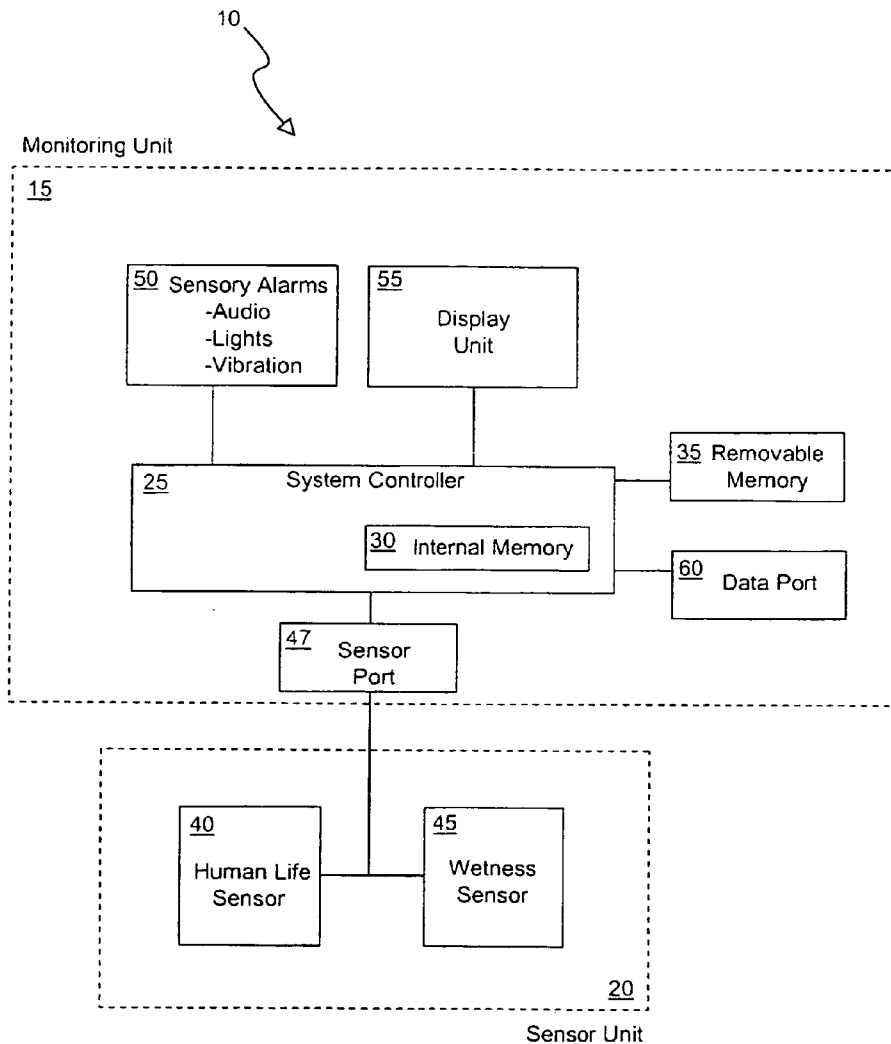 10
Monitoring Unit
15
50 Sensory Alarms
-Audio
-Lights
-Vibration
55
Display
Unit
25 System Controller
30 Internal Memory
35 Removable
Memory
60 Data Port
47
Sensor
Port
40
Human Life
Sensor
45
Wetness
Sensor
20
Sensor Unit